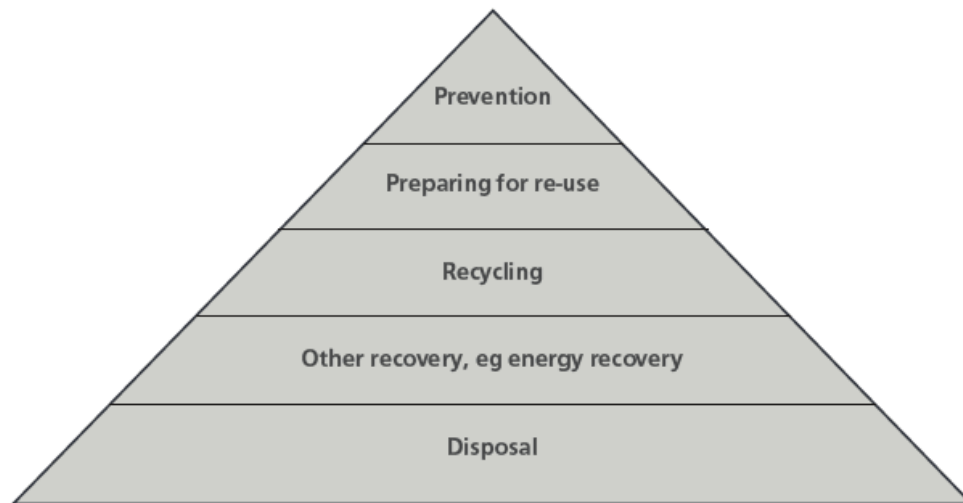 Prevention
Preparing for re-use
Recycling
Other recovery, eg energy recovery
Disposal